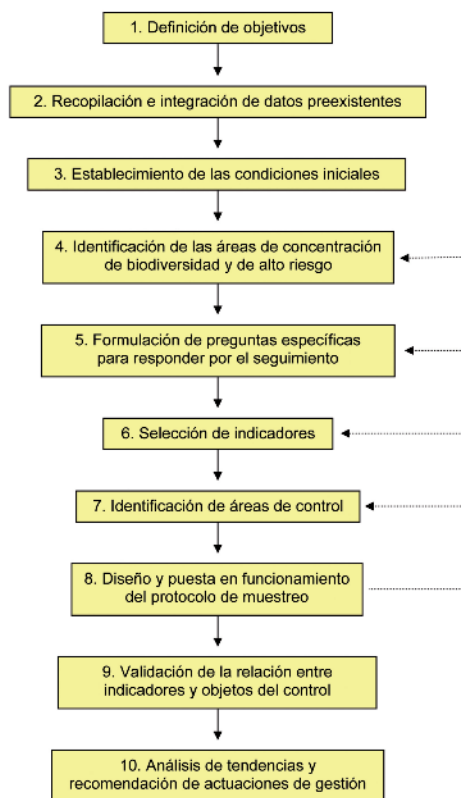 1. Definición de objetivos
2. Recopilación e integración de datos preexistentes
3. Establecimiento de las condiciones iniciales
4. Identificación de las áreas de concentración
de biodiversidad y de alto riesgo
5. Formulación de preguntas específicas
para responder por el seguimiento
6. Selección de indicadores
7. Identificación de áreas de control
8. Diseño y puesta en funcionamiento
del protocolo de muestreo
9. Validación de la relación entre
indicadores y objetos del control
10. Análisis de tendencias y
recomendación de actuaciones de gestión